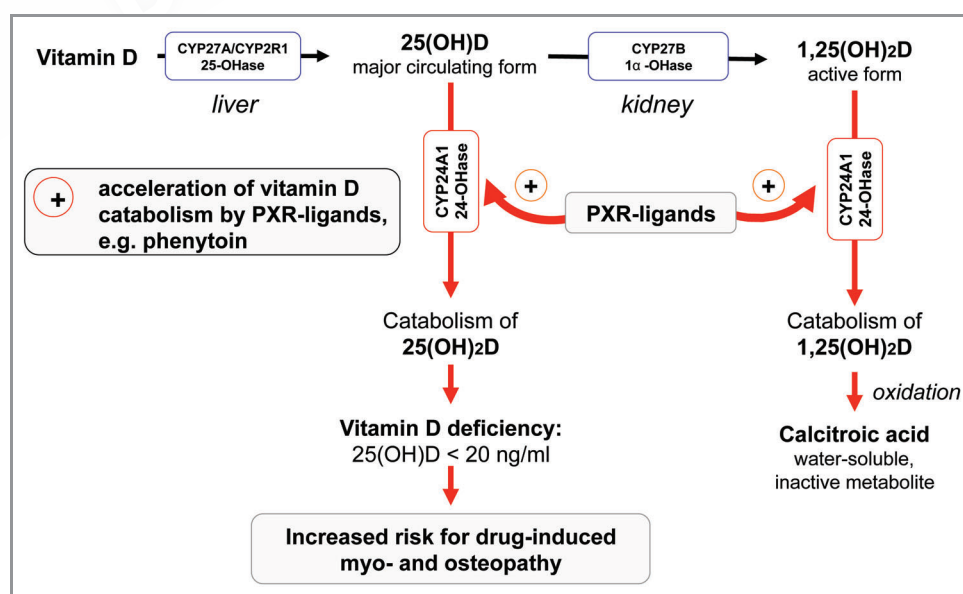 Vitamin D
CYP27A/CYP2R1
25-OHase
liver
25(OH)D
major circulating form
CYP27B
1α -OHase
kidney
1,25(OH)2D
active form
+
acceleration of vitamin D
catabolism by PXR-ligands,
e.g. phenytoin
CYP24A1
24-OHase
+
PXR-ligands
+
CYP24A1
24-OHase
Catabolism of
25(OH)2D
Catabolism of
1,25(OH)2D
oxidation
Vitamin D deficiency:
25(OH)D < 20 ng/ml
Calcitroic acid
water-soluble,
inactive metabolite
Increased risk for drug-induced
myo- and osteopathy